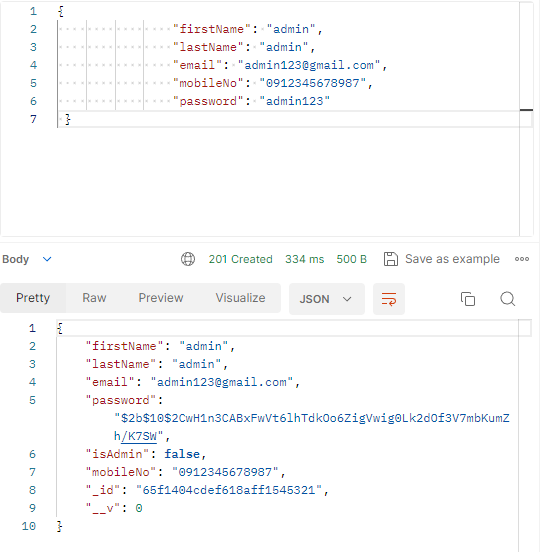 1 {
2 "firstName": "admin",
3 "lastName": "admin",
4 "email": "admin123@gmail.com",
5 "mobileNo": "0912345678987",
6 "password": "admin123"
7 }
Body 201 Created 334 ms 500 B Save as example
Pretty Raw Preview Visualize JSON
1 {
2 "firstName": "admin",
3 "lastName": "admin",
4 "email": "admin123@gmail.com",
5 "password":
"$2b$10$2CwH1n3CABxFwVt6lhTdkOo6ZigVwig0Lk2dOf3V7mbKumZ
h/K7SW",
6 "isAdmin": false,
7 "mobileNo": "0912345678987",
8 "_id": "65f1404cdef618aff1545321",
9 "__v": 0
10 }